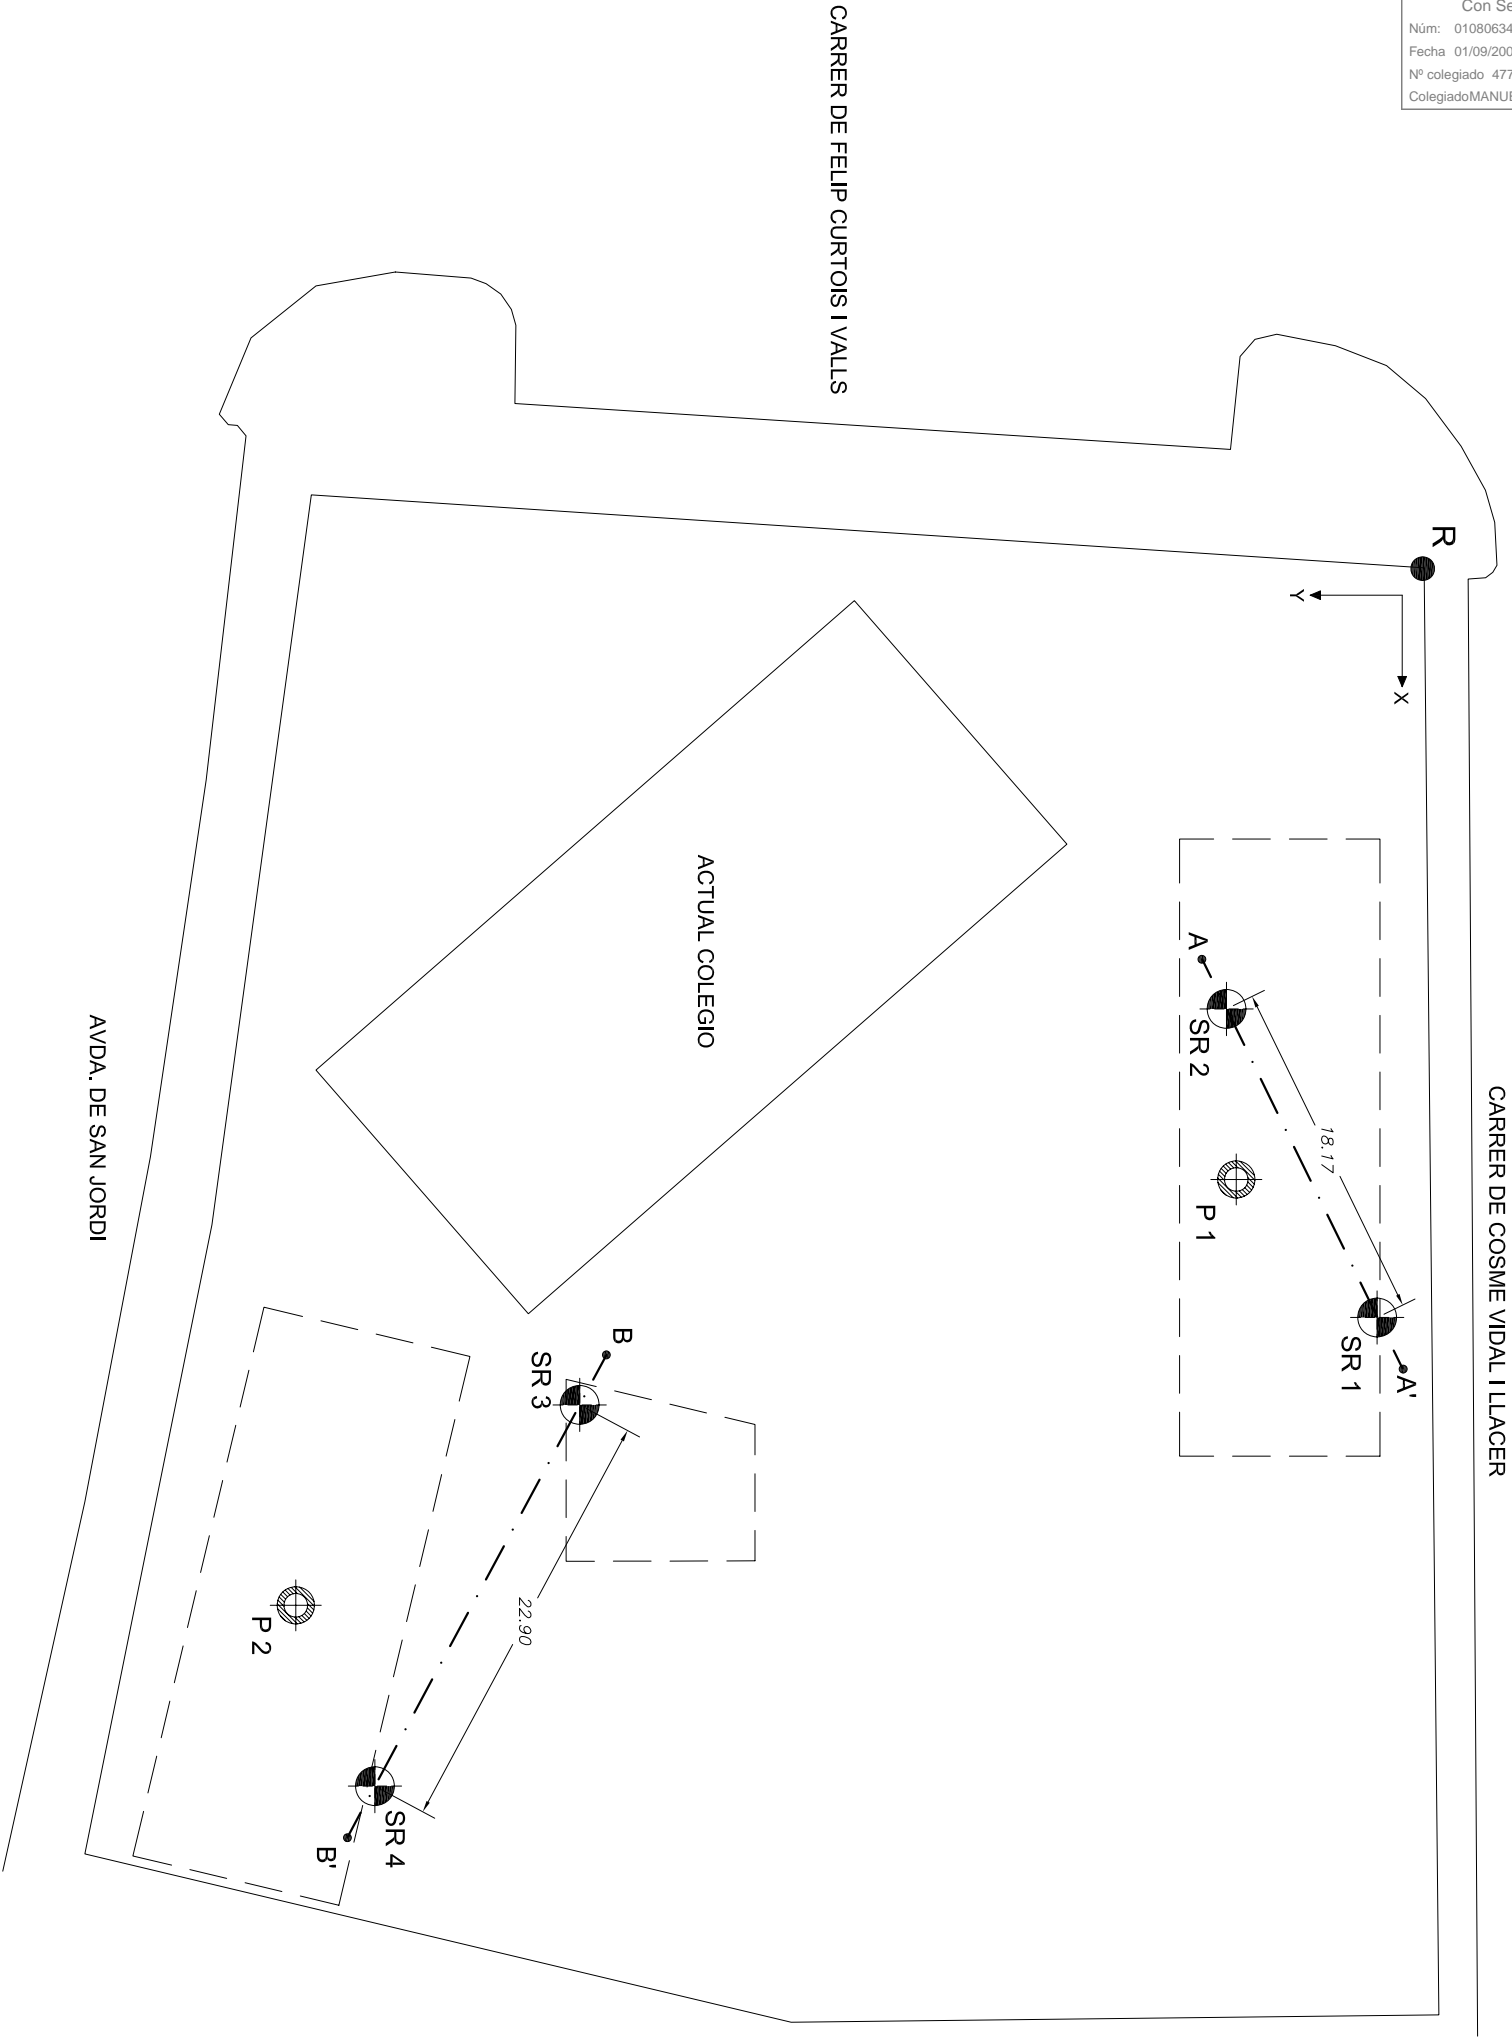 Con Se
Núm: 01080634
Fecha 01/09/200
Nº colegiado 477
ColegiadoMANUE
CARRER DE FELIP CURTOIS I VALLS
CARRER DE COSME VIDAL I LLACER
R
X
Y
A
SR 2
18.17
P 1
SR 1
A'
ACTUAL COLEGIO
B
SR 3
22.90
P 2
SR 4
B'
AVDA. DE SAN JORDI